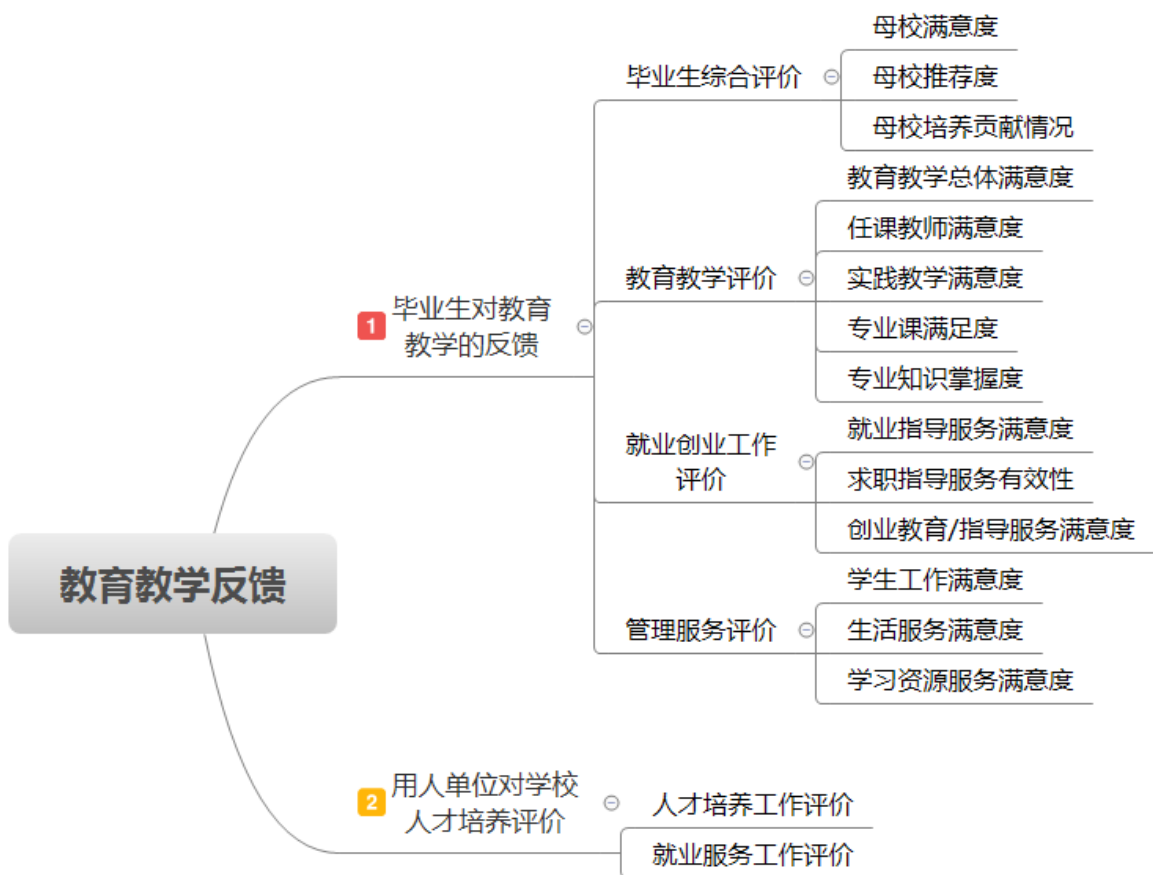 教育教学反馈
1
毕业生对教育
教学的反馈
毕业生综合评价
母校满意度
母校推荐度
母校培养贡献情况
教育教学评价
教育教学总体满意度
任课教师满意度
实践教学满意度
专业课满足度
专业知识掌握度
就业创业工作
评价
就业指导服务满意度
求职指导服务有效性
创业教育/指导服务满意度
管理服务评价
学生工作满意度
生活服务满意度
学习资源服务满意度
2
用人单位对学校
人才培养评价
人才培养工作评价
就业服务工作评价